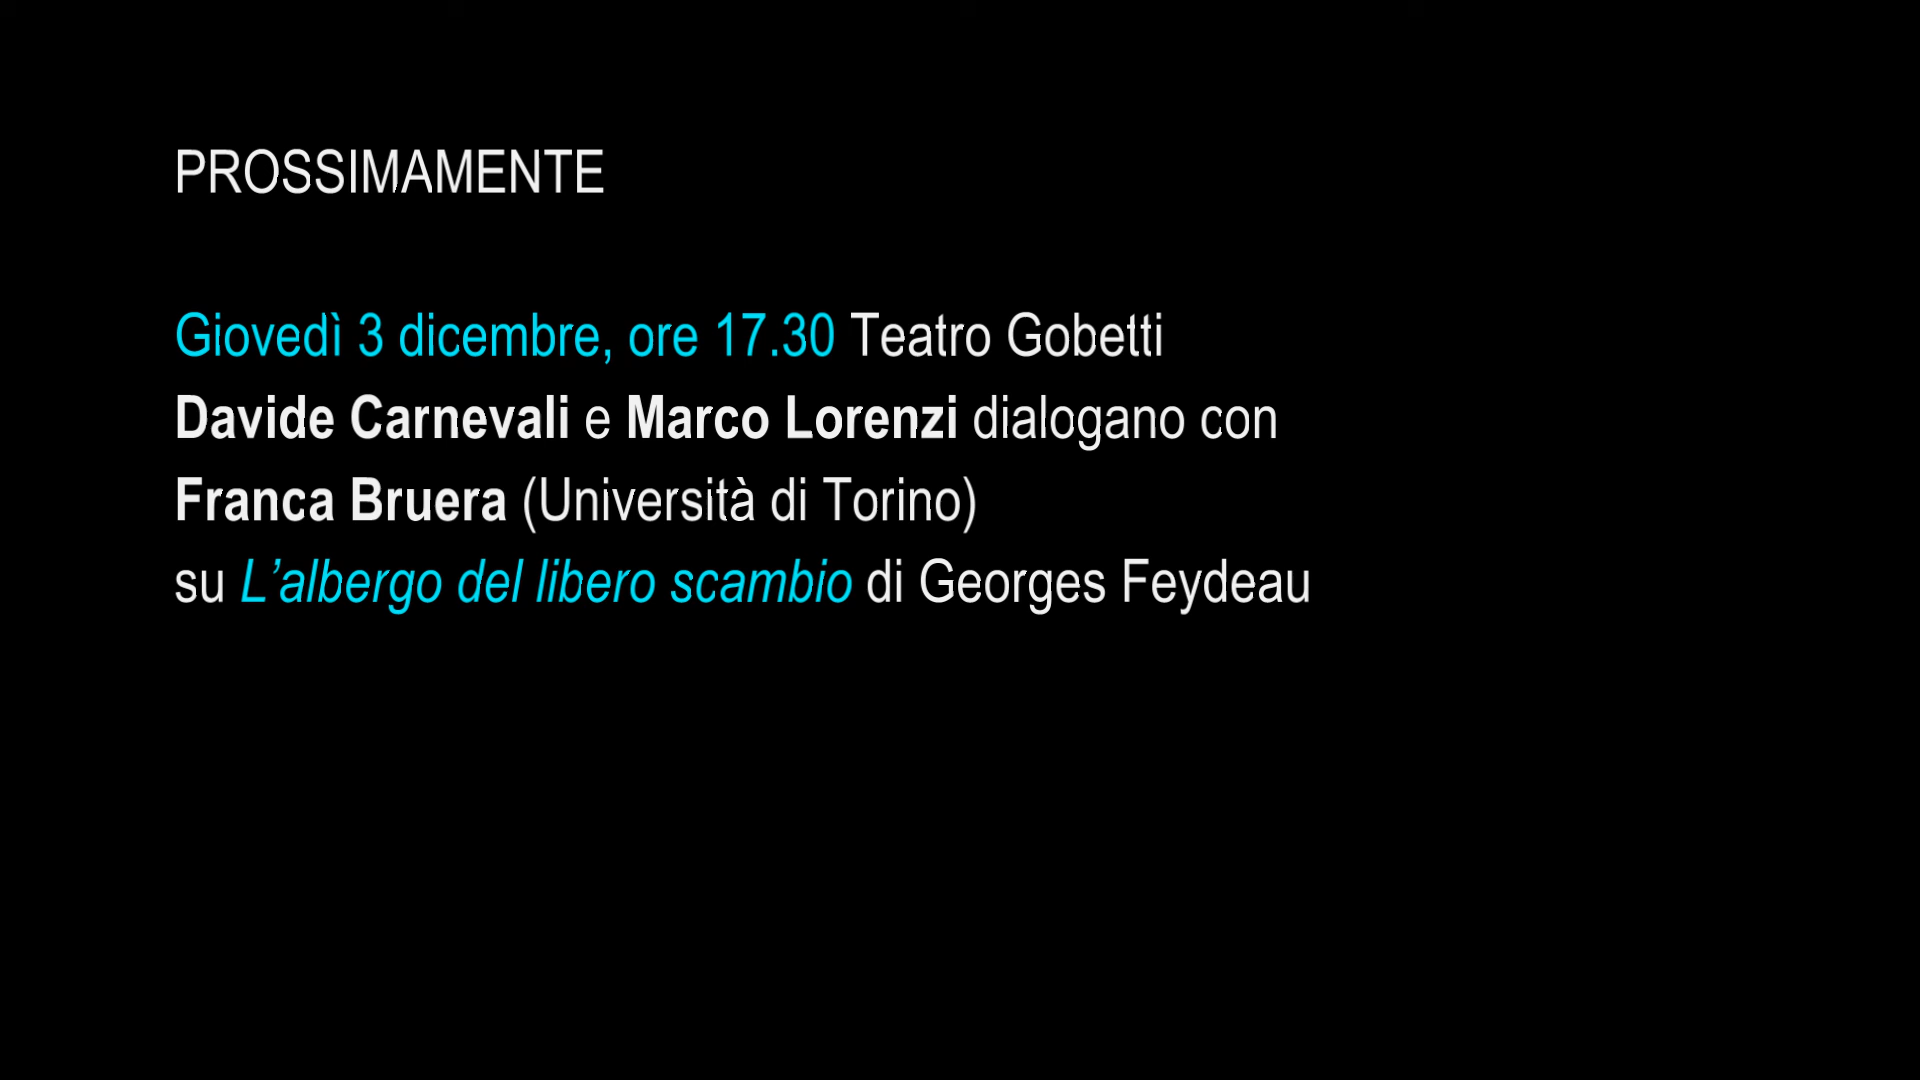 PROSSIMAMENTE
Giovedì 3 dicembre, ore 17.30 Teatro Gobetti
Davide Carnevali e Marco Lorenzi dialogano con
Franca Bruera (Università di Torino)
su L’albergo del libero scambio di Georges Feydeau